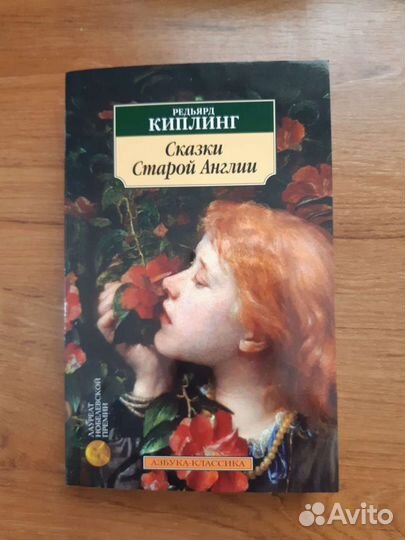 РЕДЬЯРД
КИПЛИНГ
Сказки
Старой Англии
ЛАУРЕАТ
НОБЕЛЕВСКОЙ
ПРЕМИИ
АЗБУКА-КЛАССИКА
Avito